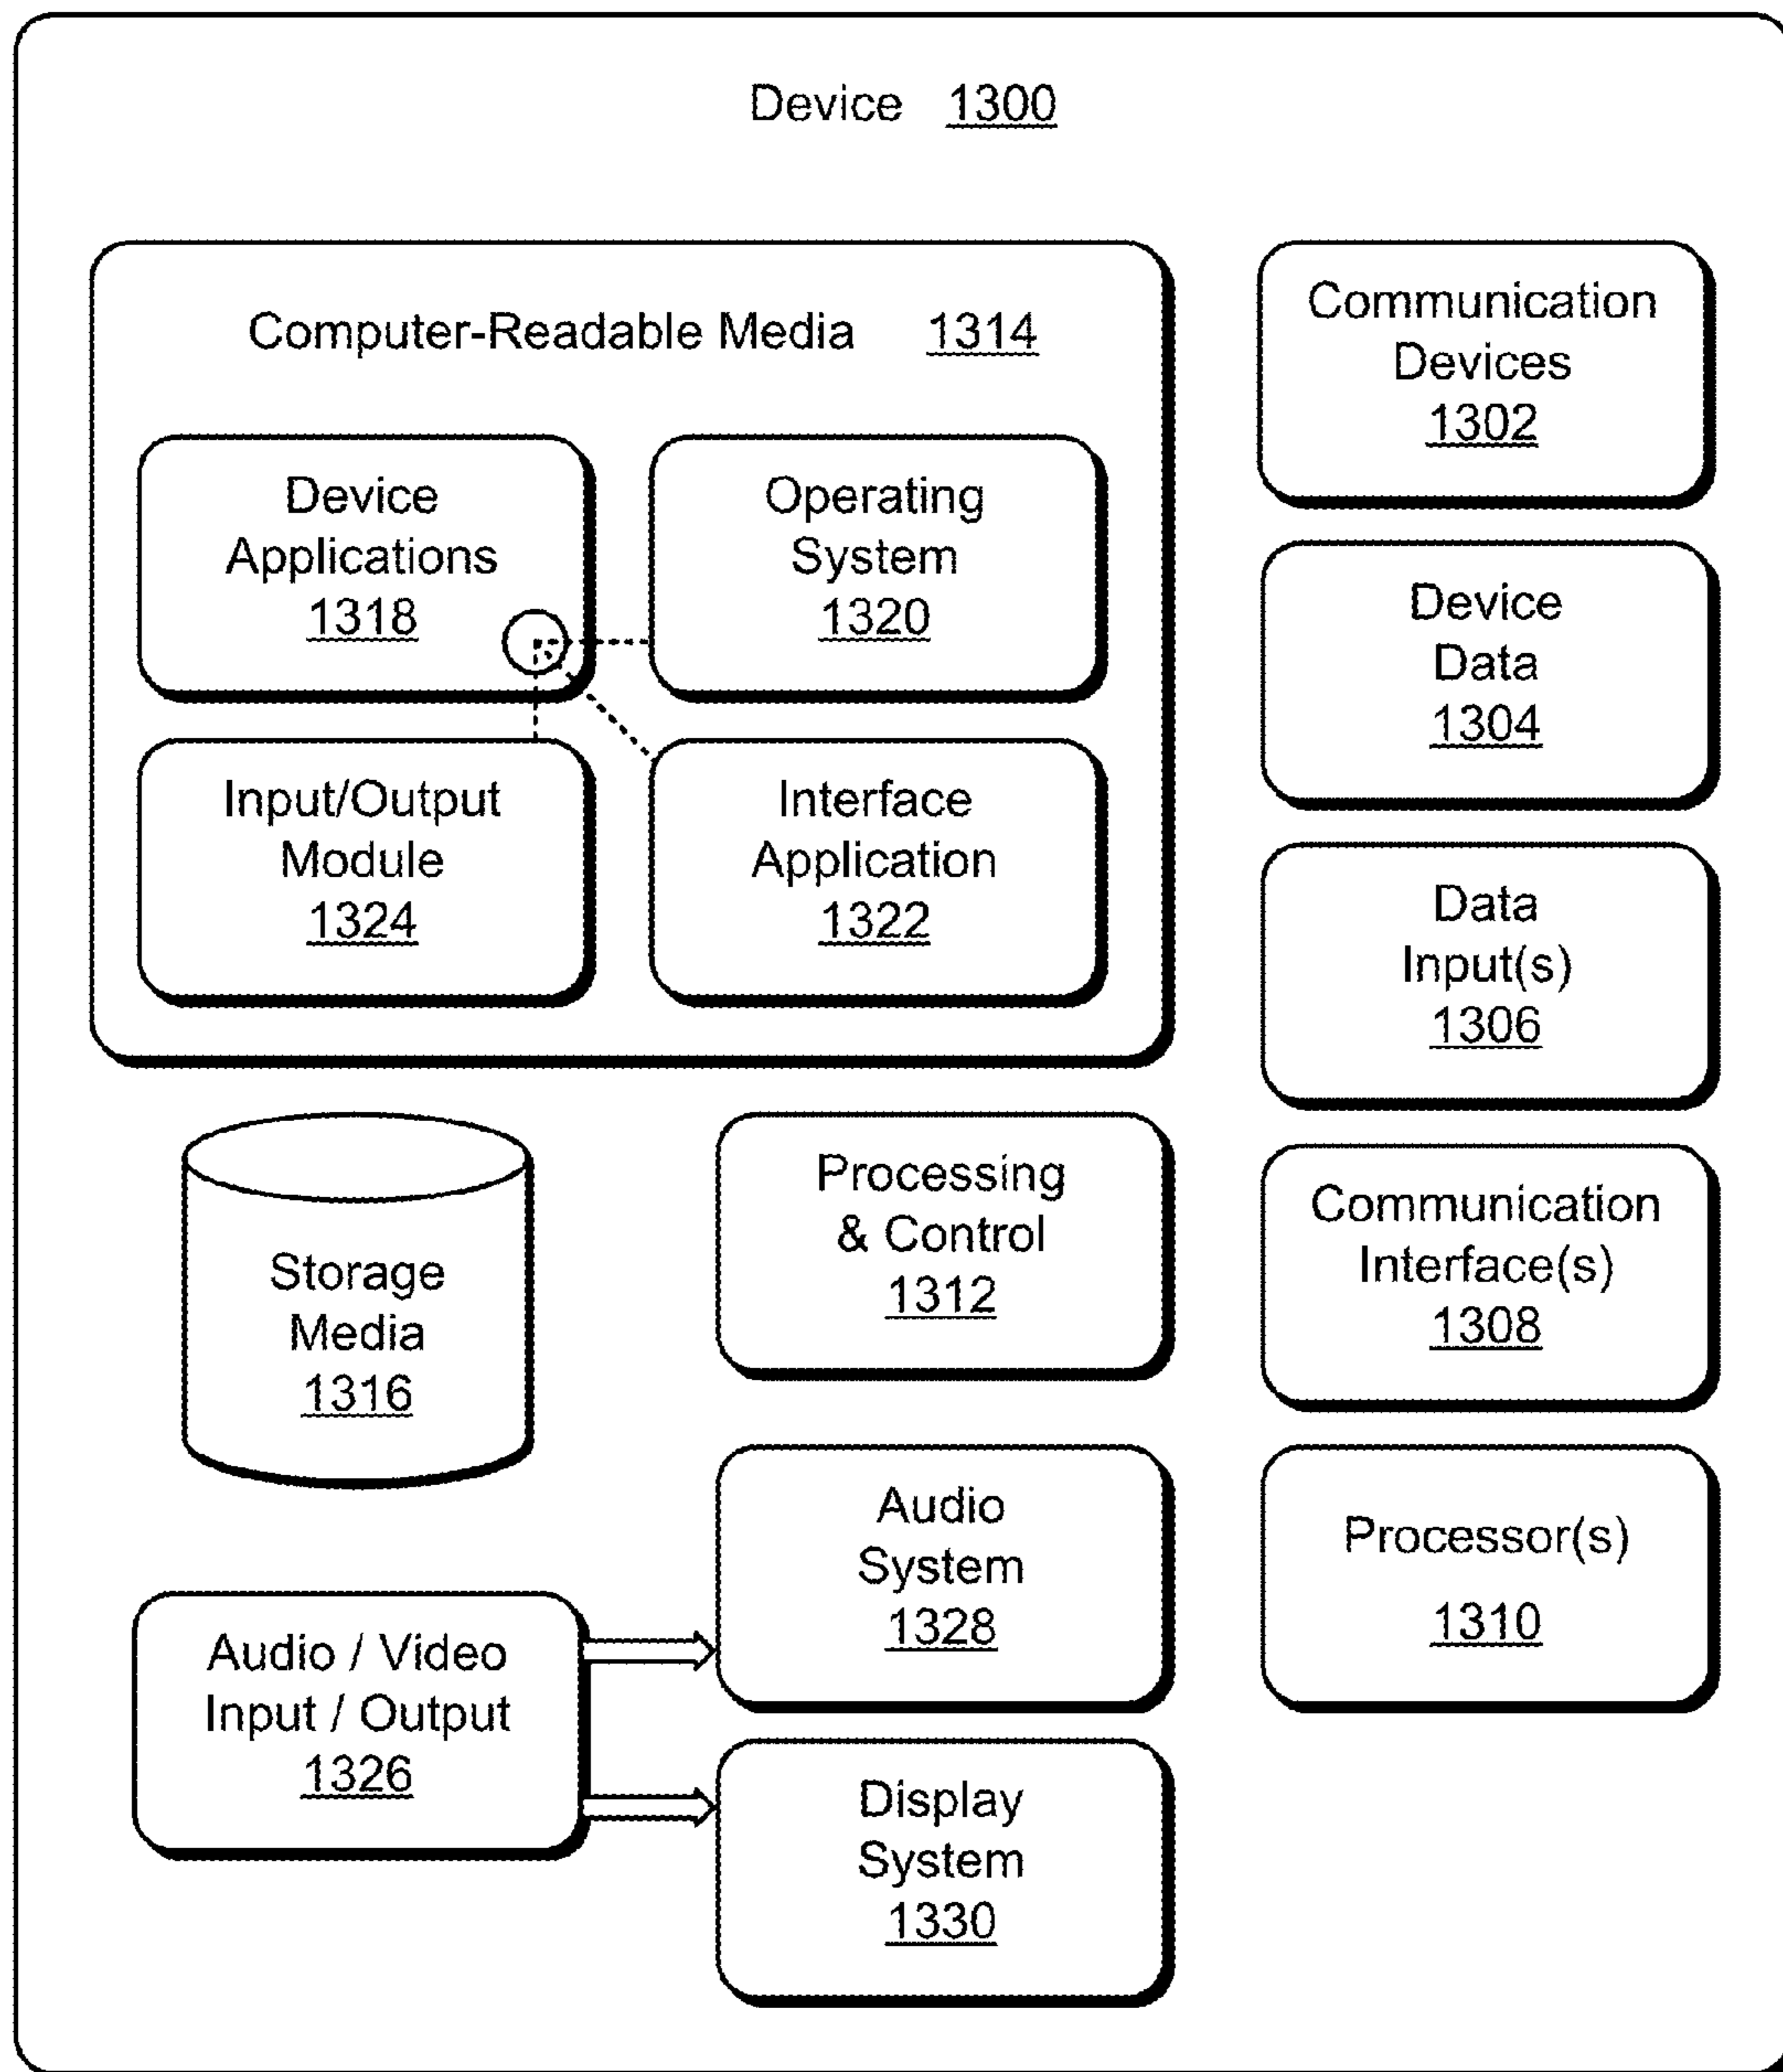 Device 1300
Computer-Readable Media 1314
Device
Applications
1318
Operating
System
1320
Input/Output
Module
1324
Interface
Application
1322
Communication
Devices
1302
Device
Data
1304
Data
Input(s)
1306
Communication
Interface(s)
1308
Processor(s)
1310
Storage
Media
1316
Processing
& Control
1312
Audio / Video
Input / Output
1326
Audio
System
1328
Display
System
1330